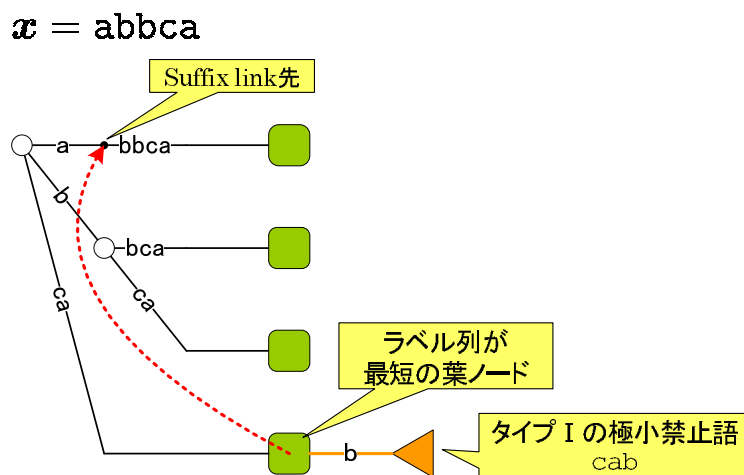 x = abbca
Suffix link先
a
bbca
b
bca
ca
ca
ラベル列が
最短の葉ノード
b
タイプ I の極小禁止語
cab